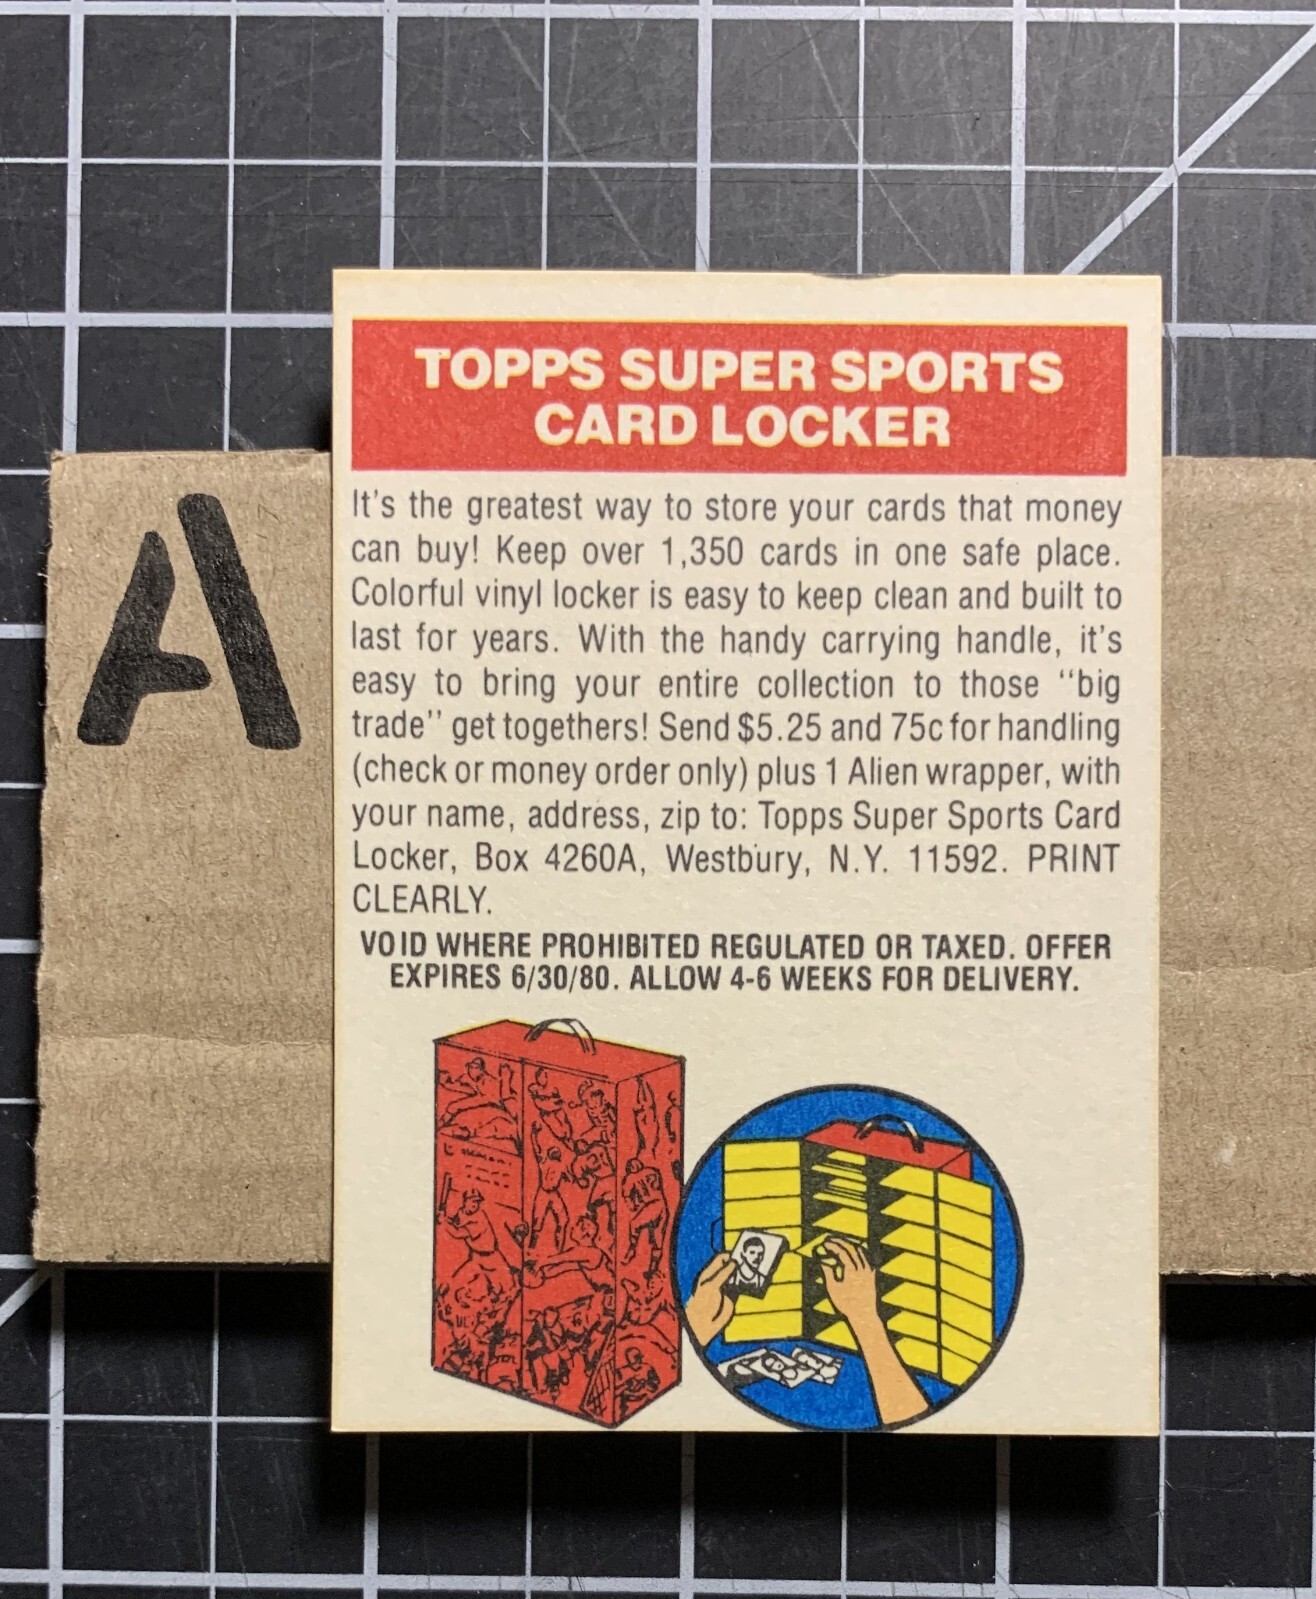 A
TOPPS SUPER SPORTS
CARD LOCKER
It's the greatest way to store your cards that money
can buy! Keep over 1,350 cards in one safe place.
Colorful vinyl locker is easy to keep clean and built to
last for years. With the handy carrying handle, it's
easy to bring your entire collection to those "big
trade" get togethers! Send $5.25 and 75c for handling
(check or money order only) plus 1 Alien wrapper, with
your name, address, zip to: Topps Super Sports Card
Locker, Box 4260A, Westbury, N.Y. 11592. PRINT
CLEARLY.
VOID WHERE PROHIBITED REGULATED OR TAXED. OFFER
EXPIRES 6/30/80. ALLOW 4-6 WEEKS FOR DELIVERY.